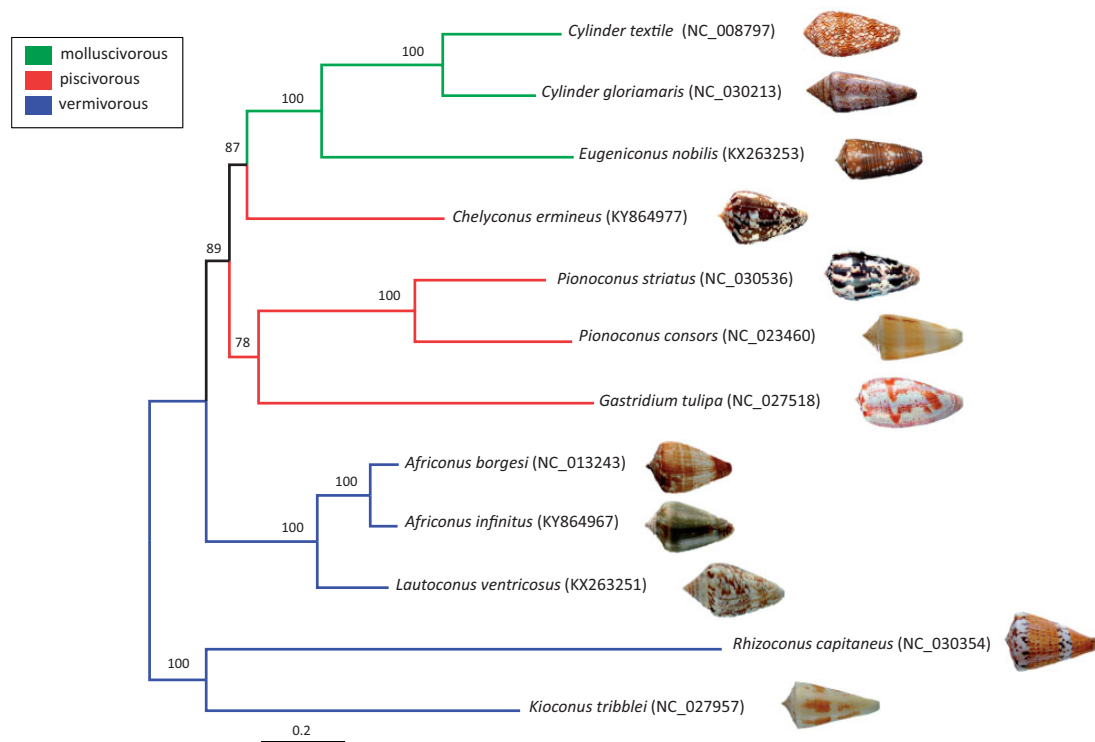 molluscivorous
piscivorous
vermivorous
Cylinder textile (NC_008797)
100
Cylinder gloriamaris (NC_030213)
100
Eugeniconus nobilis (KX263253)
87
Chelyconus ermineus (KY864977)
89
Pionoconus striatus (NC_030536)
100
Pionoconus consors (NC_023460)
78
Gastridium tulipa (NC_027518)
Africonus borgesi (NC_013243)
100
Africonus infinitus (KY864967)
100
Lautoconus ventricosus (KX263251)
Rhizoconus capitaneus (NC_030354)
100
Kioconus tribblei (NC_027957)
0.2